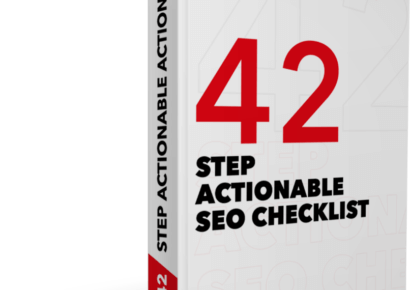 42
STEP
ACTIONABLE
SEO CHECKLIST
STEP ACTIONABLE ACTION
42